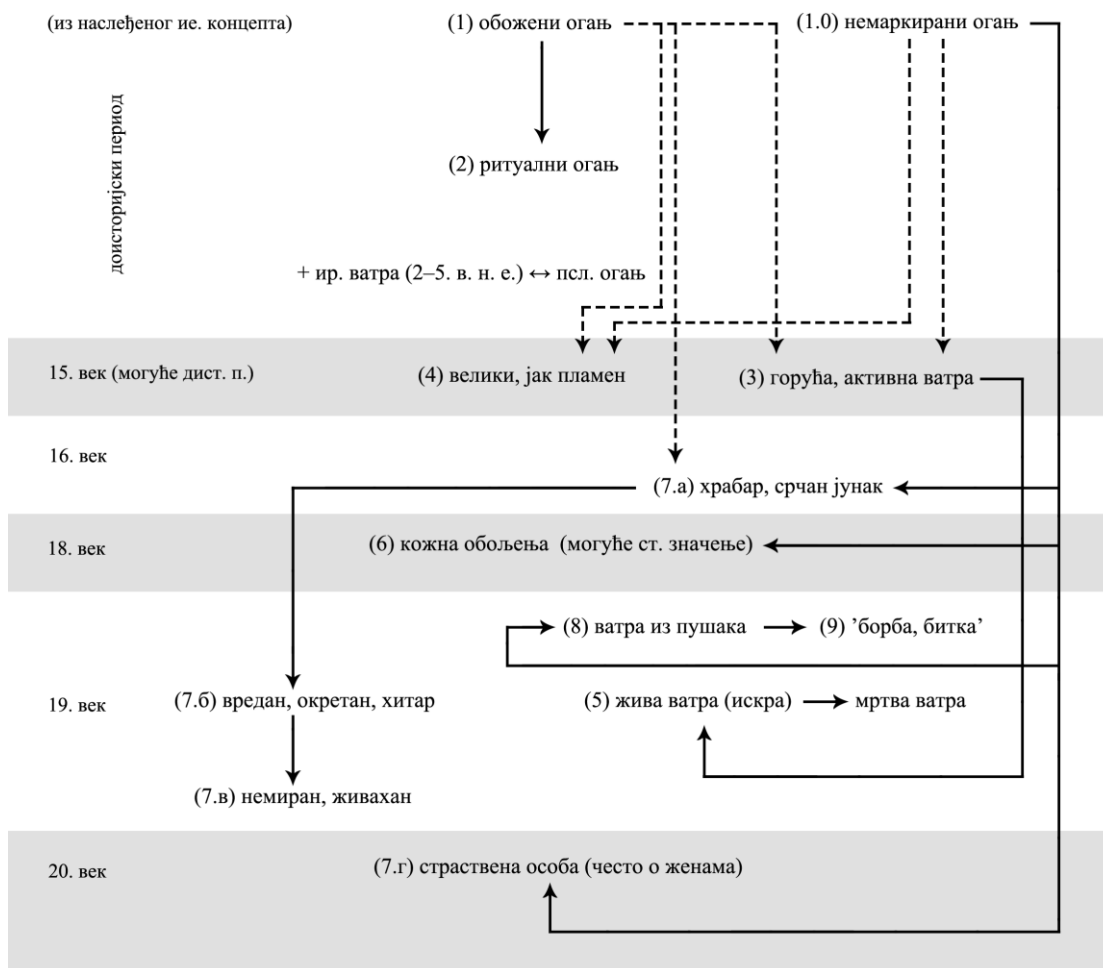 (из наслеђеног ие. концепта) (1) обожени огањ (1.0) немаркирани огањ
доисторијски период
(2) ритуални огањ
+ ир. ватра (2–5. в. н. е.) ↔ псл. огањ
15. век (могуће дист. п.) (4) велики, јак пламен (3) горућа, активна ватра
16. век
(7.а) храбар, срчан јунак
18. век (6) кожна обољења (могуће ст. значење)
(8) ватра из пушака (9) ’борба, битка’
19. век (7.б) вредан, окретан, хитар (5) жива ватра (искра) мртва ватра
(7.в) немиран, живахан
20. век (7.г) страствена особа (често о женама)